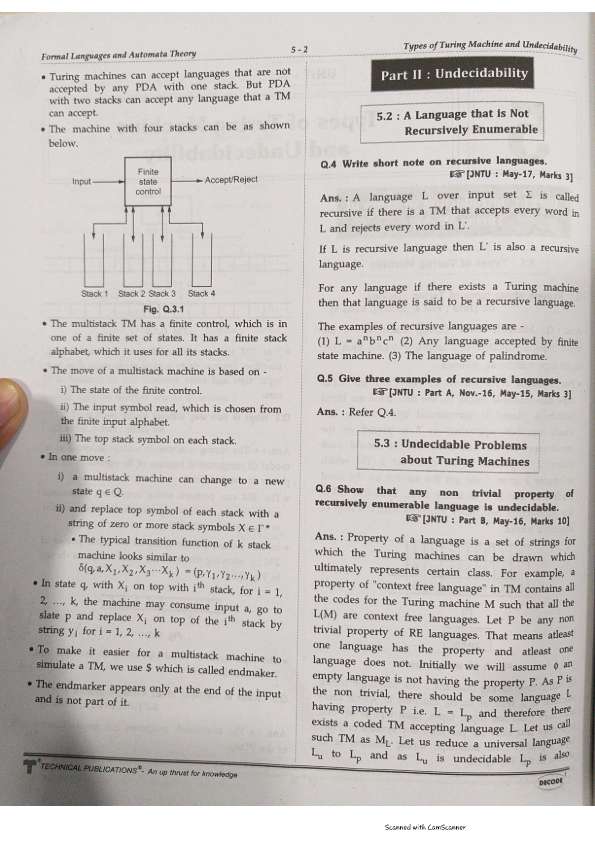 Formal Languages and Automata Theory
5 - 2
Types of Turing Machine and Undecidability
• Turing machines can accept languages that are not
accepted by any PDA with one stack. But PDA
with two stacks can accept any language that a TM
can accept.
• The machine with four stacks can be as shown
below.
Input
Finite
state
control
Accept/Reject
Stack 1 Stack 2 Stack 3 Stack 4
Fig. Q.3.1
• The multistack TM has a finite control, which is in
one of a finite set of states. It has a finite stack
alphabet, which it uses for all its stacks.
• The move of a multistack machine is based on -
i) The state of the finite control.
ii) The input symbol read, which is chosen from
the finite input alphabet.
iii) The top stack symbol on each stack.
• In one move :
i) a multistack machine can change to a new
state q ∈ Q.
ii) and replace top symbol of each stack with a
string of zero or more stack symbols X ∈ Γ*
• The typical transition function of k stack
machine looks similar to
δ(q, a, X₁, X₂, X₃ ⋯ Xₖ) = (p, γ₁, γ₂ ..., γₖ)
• In state q, with Xᵢ on top with iᵗʰ stack, for i = 1,
2, ..., k, the machine may consume input a, go to
slate p and replace Xᵢ on top of the iᵗʰ stack by
string yᵢ for i = 1, 2, ..., k
• To make it easier for a multistack machine to
simulate a TM, we use $ which is called endmaker.
• The endmarker appears only at the end of the input
and is not part of it.
Part II : Undecidability
5.2 : A Language that is Not
Recursively Enumerable
Q.4 Write short note on recursive languages.
[JNTU : May-17, Marks 3]
Ans. : A language L over input set Σ is called
recursive if there is a TM that accepts every word in
L and rejects every word in L'.
If L is recursive language then L' is also a recursive
language.
For any language if there exists a Turing machine
then that language is said to be a recursive language.
The examples of recursive languages are -
(1) L = aⁿbⁿcⁿ (2) Any language accepted by finite
state machine. (3) The language of palindrome.
Q.5 Give three examples of recursive languages.
[JNTU : Part A, Nov.-16, May-15, Marks 3]
Ans. : Refer Q.4.
5.3 : Undecidable Problems
about Turing Machines
Q.6 Show that any non trivial property of
recursively enumerable language is undecidable.
[JNTU : Part B, May-16, Marks 10]
Ans. : Property of a language is a set of strings for
which the Turing machines can be drawn which
ultimately represents certain class. For example, a
property of "context free language" in TM contains all
the codes for the Turing machine M such that all the
L(M) are context free languages. Let P be any non
trivial property of RE languages. That means atleast
one language has the property and atleast one
language does not. Initially we will assume ϕ an
empty language is not having the property P. As P is
the non trivial, there should be some language L
having property P i.e. L = Lₚ and therefore there
exists a coded TM accepting language L. Let us call
such TM as M_L. Let us reduce a universal language
Lᵤ to Lₚ and as Lᵤ is undecidable Lₚ is also
TECHNICAL PUBLICATIONS® - An up thrust for knowledge
DECODE
Scanned with CamScanner